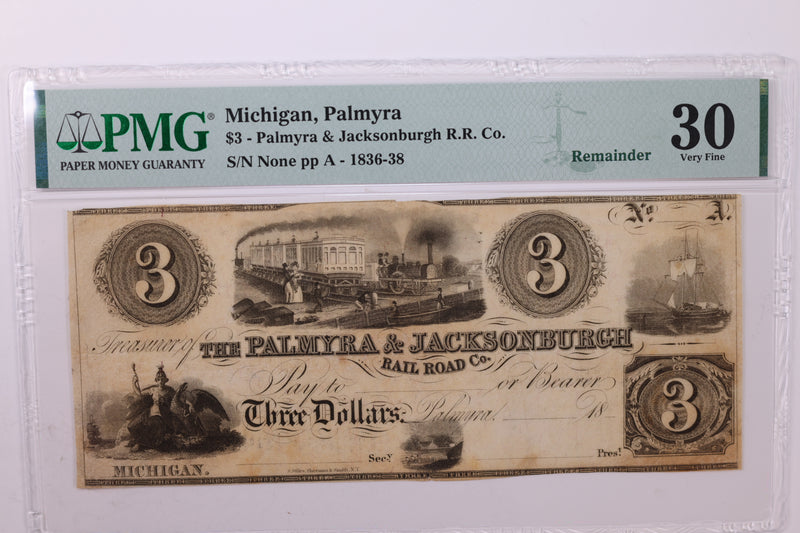 PMG®
PAPER MONEY GUARANTY
Michigan, Palmyra
$3 - Palmyra & Jacksonburgh R.R. Co.
S/N None pp A - 1836-38
Remainder
30
Very Fine
3
3
No. A.
Treasurer of THE PALMYRA & JACKSONBURGH
RAIL ROAD Co.
Pay to or Bearer
Three Dollars. Palmyra, 18
3
Secy.
Prest.
MICHIGAN.